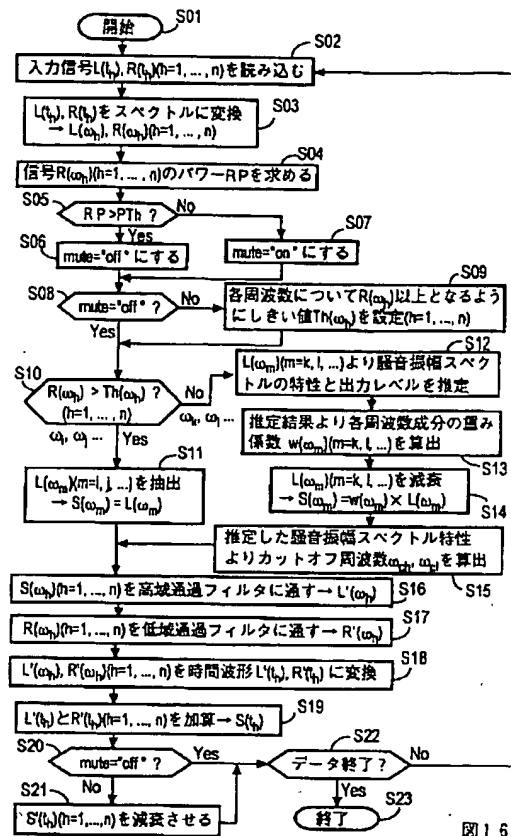 開始
S01
S02
入力信号L(tₕ), R(tₕ)(h=1, ..., n)を読み込む
S03
L(tₕ), R(tₕ)をスペクトルに変換
→ L(ωₕ), R(ωₕ)(h=1, ..., n)
S04
信号R(ωₕ)(h=1, ..., n)のパワーRPを求める
S05
RP>PTh ?
No
Yes
S06
mute="off" にする
S07
mute="on" にする
S08
mute="off" ?
No
Yes
S09
各周波数についてR(ωₕ)以上となるよう
にしきい値Th(ωₕ)を設定(h=1, ..., n)
S10
R(ωₕ) > Th(ωₕ) ?
(h=1, ..., n)
No
ωₖ, ωₗ ...
ωᵢ, ωⱼ ...
Yes
S12
L(ωₘ)(m=k, l, ...)より騒音振幅スペク
トルの特性と出力レベルを推定
推定結果より各周波数成分の重み
係数 w(ωₘ)(m=k, l, ...)を算出
S13
S11
L(ωₘ)(m=i, j, ...)を抽出
→ S(ωₘ) = L(ωₘ)
L(ωₘ)(m=k, l, ...)を減衰
→ S(ωₘ)=w(ωₘ) × L(ωₘ)
S14
推定した騒音振幅スペクトル特性
よりカットオフ周波数ω_ch, ω_clを算出
S15
S(ωₕ)(h=1, ..., n)を高域通過フィルタに通す→ L'(ωₕ)
S16
R(ωₕ)(h=1, ..., n)を低域通過フィルタに通す→ R'(ωₕ)
S17
L'(ωₕ), R'(ωₕ)(h=1, ..., n)を時間波形 L'(tₕ), R'(tₕ) に変換
S18
L'(tₕ)とR'(tₕ)(h=1, ..., n)を加算→ S(tₕ)
S19
S20
mute="off" ?
Yes
No
S22
データ終了 ?
No
Yes
S21
S'(tₕ)(h=1,...,n)を減衰させる
終了
S23
図16